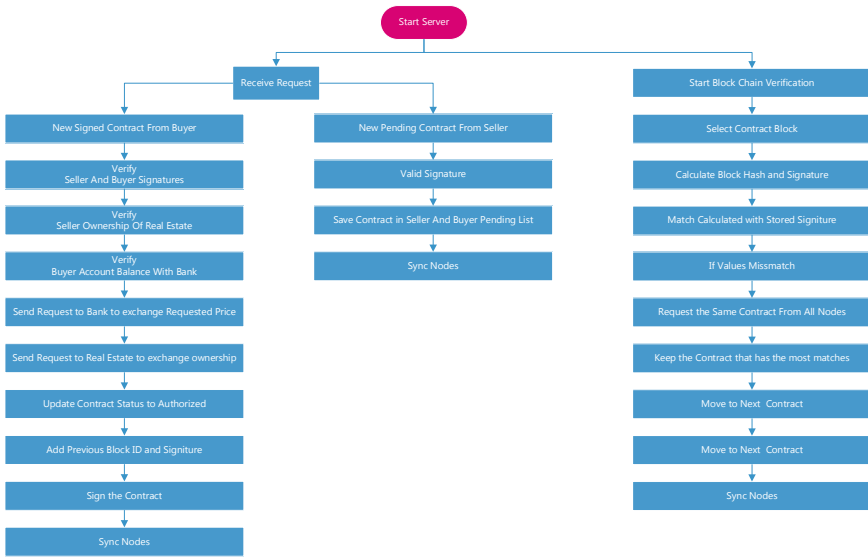 Start Server
Receive Request
Start Block Chain Verification
New Signed Contract From Buyer
Verify
Seller And Buyer Signatures
Verify
Seller Ownership Of Real Estate
Verify
Buyer Account Balance With Bank
Send Request to Bank to exchange Requested Price
Send Request to Real Estate to exchange ownership
Update Contract Status to Authorized
Add Previous Block ID and Signiture
Sign the Contract
Sync Nodes
New Pending Contract From Seller
Valid Signature
Save Contract in Seller And Buyer Pending List
Sync Nodes
Select Contract Block
Calculate Block Hash and Signature
Match Calculated with Stored Signiture
If Values Missmatch
Request the Same Contract From All Nodes
Keep the Contract that has the most matches
Move to Next Contract
Move to Next Contract
Sync Nodes